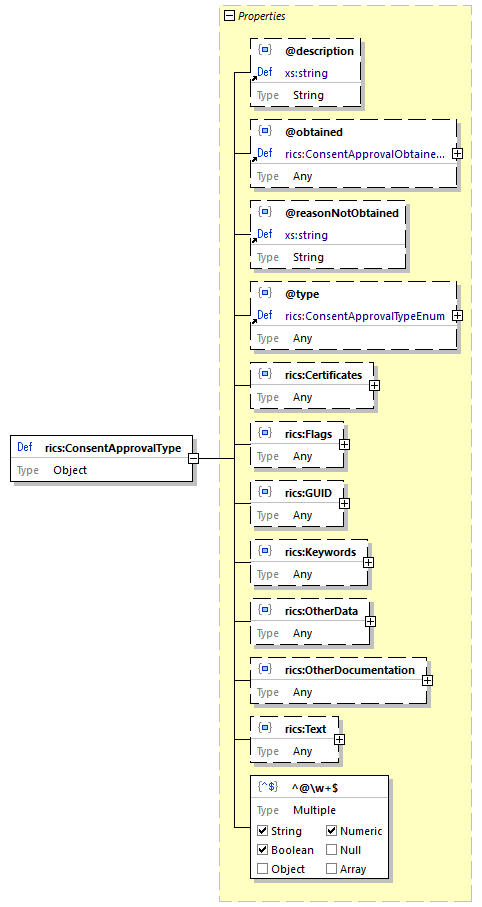 Properties
@description
Def xs:string
Type String
@obtained
Def rics:ConsentApprovalObtaine...
Type Any
@reasonNotObtained
Def xs:string
Type String
@type
Def rics:ConsentApprovalTypeEnum
Type Any
rics:Certificates
Type Any
rics:Flags
Type Any
Def rics:ConsentApprovalType
Type Object
rics:GUID
Type Any
rics:Keywords
Type Any
rics:OtherData
Type Any
rics:OtherDocumentation
Type Any
rics:Text
Type Any
{^$} ^@\w+$
Type Multiple
String Numeric
Boolean Null
Object Array